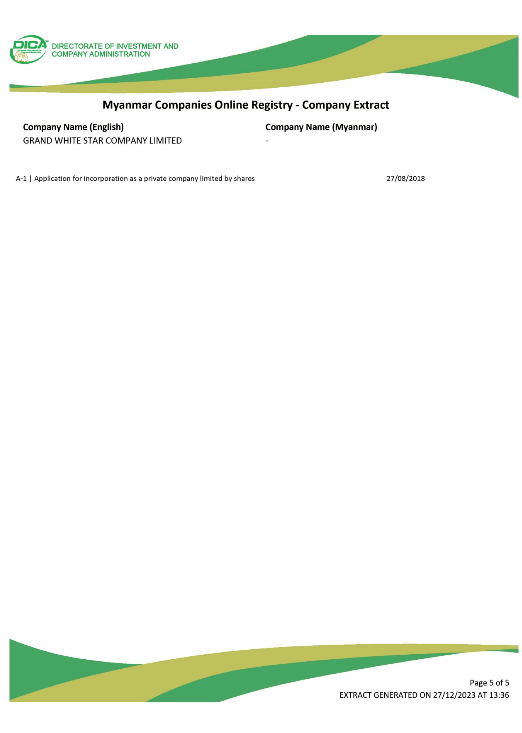 DICA
DIRECTORATE OF INVESTMENT AND
COMPANY ADMINISTRATION
Myanmar Companies Online Registry - Company Extract
Company Name (English) Company Name (Myanmar)
GRAND WHITE STAR COMPANY LIMITED -
A-1 | Application for incorporation as a private company limited by shares 27/08/2018
Page 5 of 5
EXTRACT GENERATED ON 27/12/2023 AT 13:36